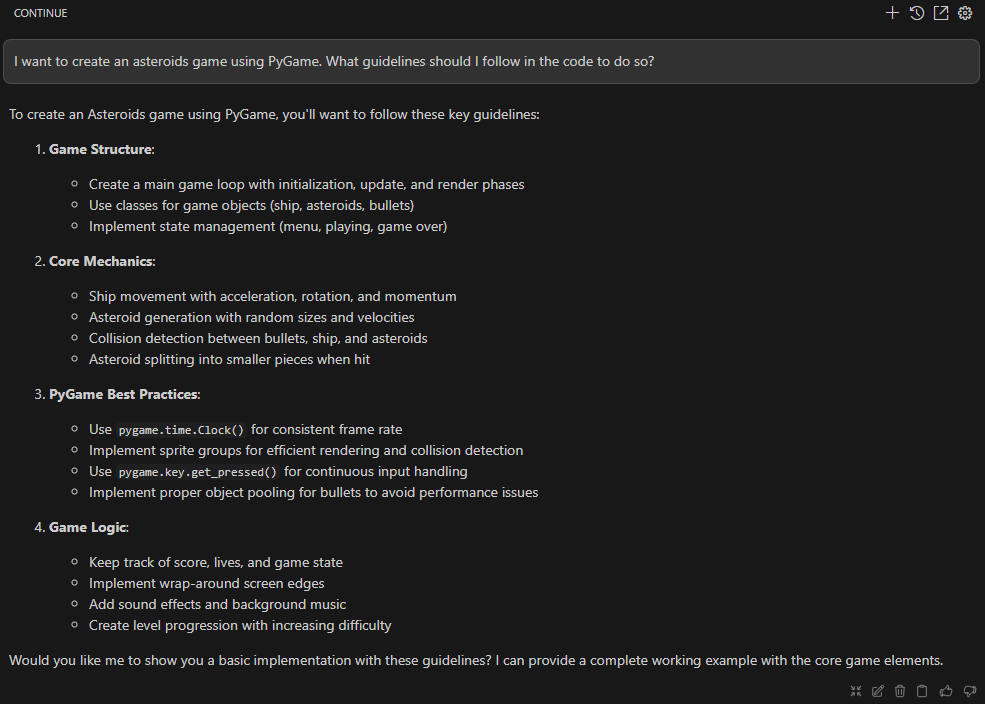 CONTINUE
I want to create an asteroids game using PyGame. What guidelines should I follow in the code to do so?
To create an Asteroids game using PyGame, you'll want to follow these key guidelines:
1. Game Structure:
Create a main game loop with initialization, update, and render phases
Use classes for game objects (ship, asteroids, bullets)
Implement state management (menu, playing, game over)
2. Core Mechanics:
Ship movement with acceleration, rotation, and momentum
Asteroid generation with random sizes and velocities
Collision detection between bullets, ship, and asteroids
Asteroid splitting into smaller pieces when hit
3. PyGame Best Practices:
Use pygame.time.Clock() for consistent frame rate
Implement sprite groups for efficient rendering and collision detection
Use pygame.key.get_pressed() for continuous input handling
Implement proper object pooling for bullets to avoid performance issues
4. Game Logic:
Keep track of score, lives, and game state
Implement wrap-around screen edges
Add sound effects and background music
Create level progression with increasing difficulty
Would you like me to show you a basic implementation with these guidelines? I can provide a complete working example with the core game elements.